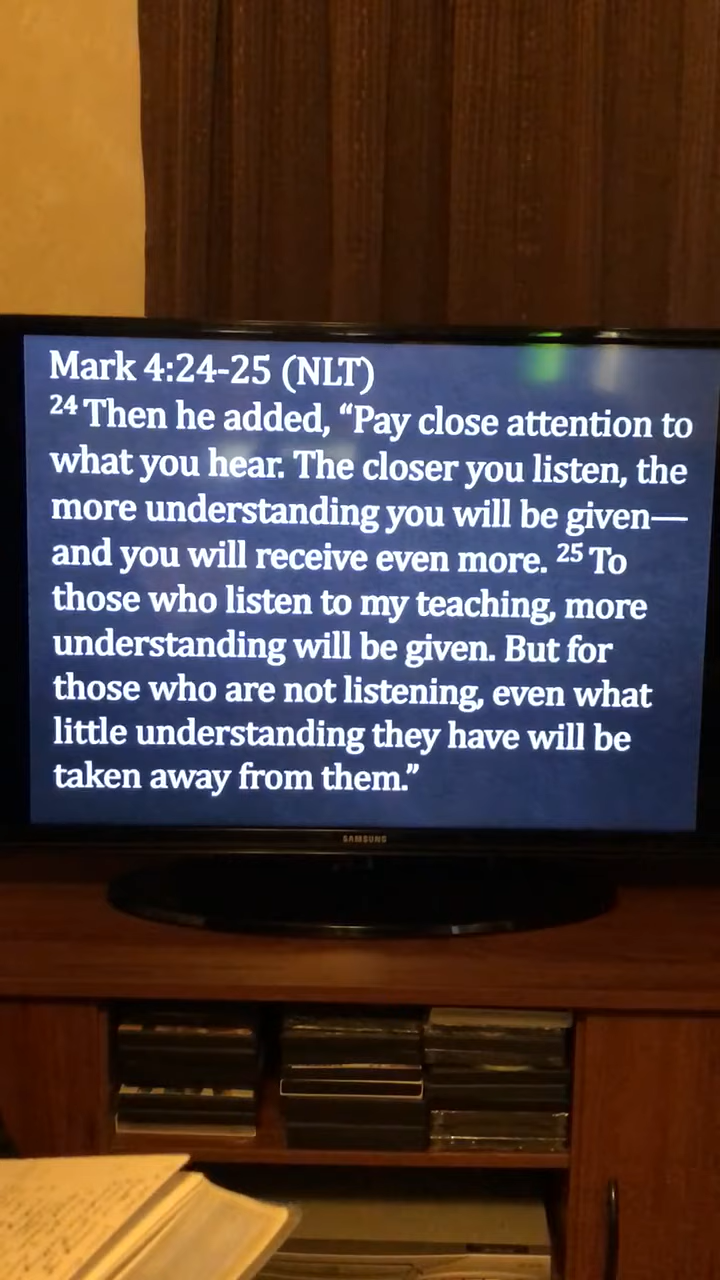 Mark 4:24-25 (NLT)
24 Then he added, “Pay close attention to
what you hear. The closer you listen, the
more understanding you will be given—
and you will receive even more. 25 To
those who listen to my teaching, more
understanding will be given. But for
those who are not listening, even what
little understanding they have will be
taken away from them.”
SAMSUNG